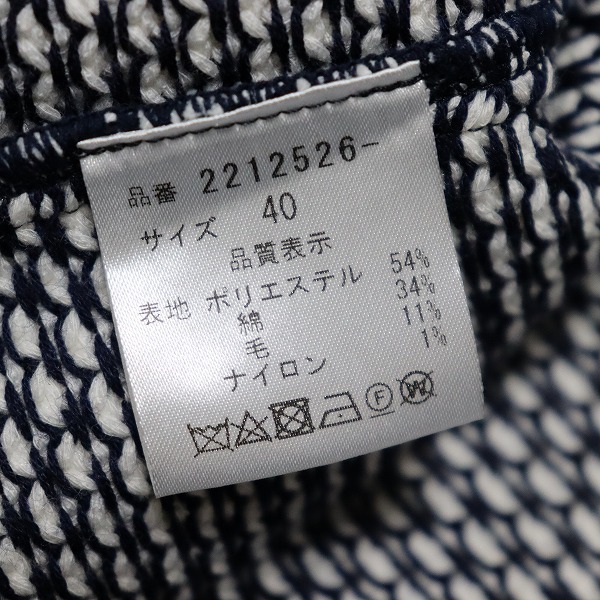 品番 2212526-
サイズ 40
品質表示
表地 ポリエステル 54%
綿 34%
毛 11%
ナイロン 1%